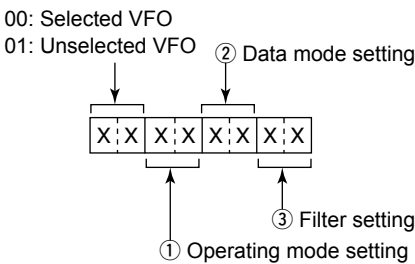 00: Selected VFO
01: Unselected VFO
② Data mode setting
X X X X X X X X
③ Filter setting
① Operating mode setting